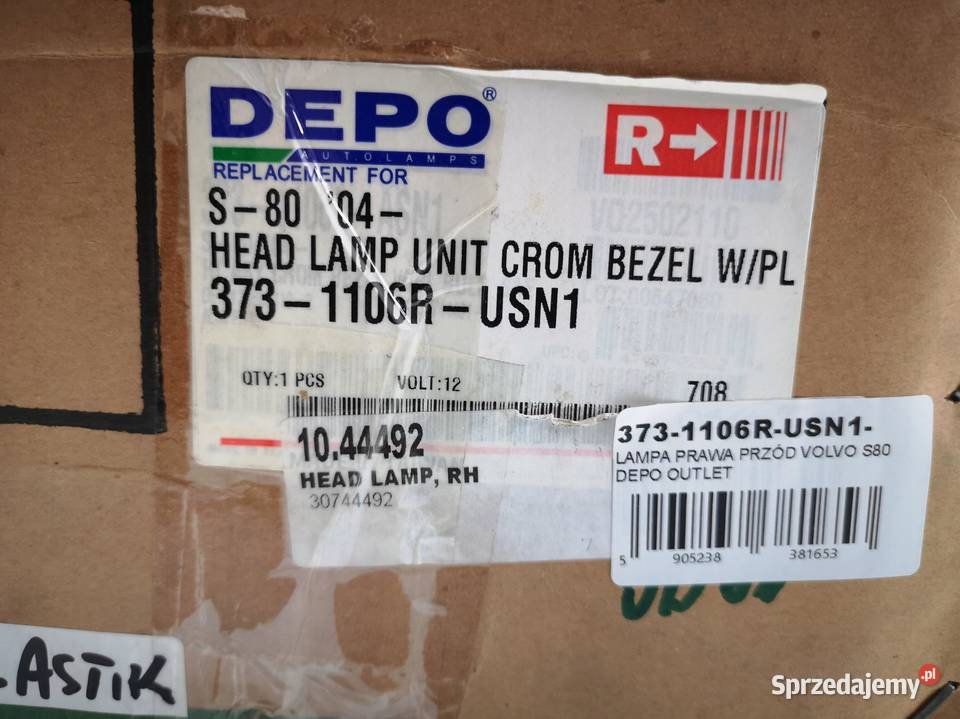 DEPO®
AUTOLAMPS
REPLACEMENT FOR
R→
S-80 '04-
VO2502110
HEAD LAMP UNIT CROM BEZEL W/PL
373-1106R-USN1
QTY:1 PCS VOLT:12 708
10.44492
HEAD LAMP, RH
30744492
373-1106R-USN1-
LAMPA PRAWA PRZÓD VOLVO S80
DEPO OUTLET
5 905238 381653
ASTIK
Sprzedajemy.pl